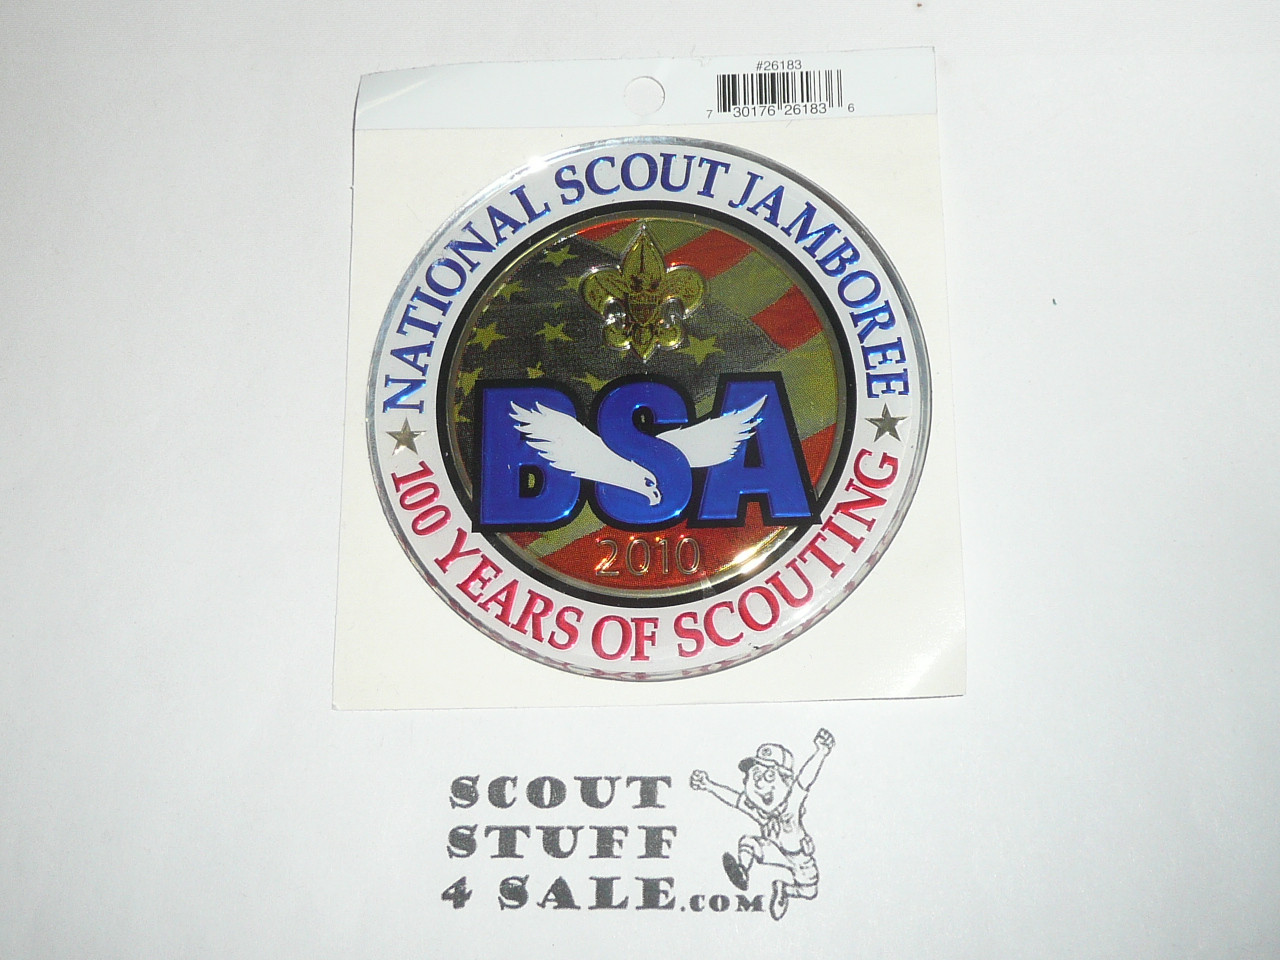 #26183
7 30176 26183 6
NATIONAL SCOUT JAMBOREE
BSA
2010
100 YEARS OF SCOUTING
SCOUT
STUFF
4 SALE.COM